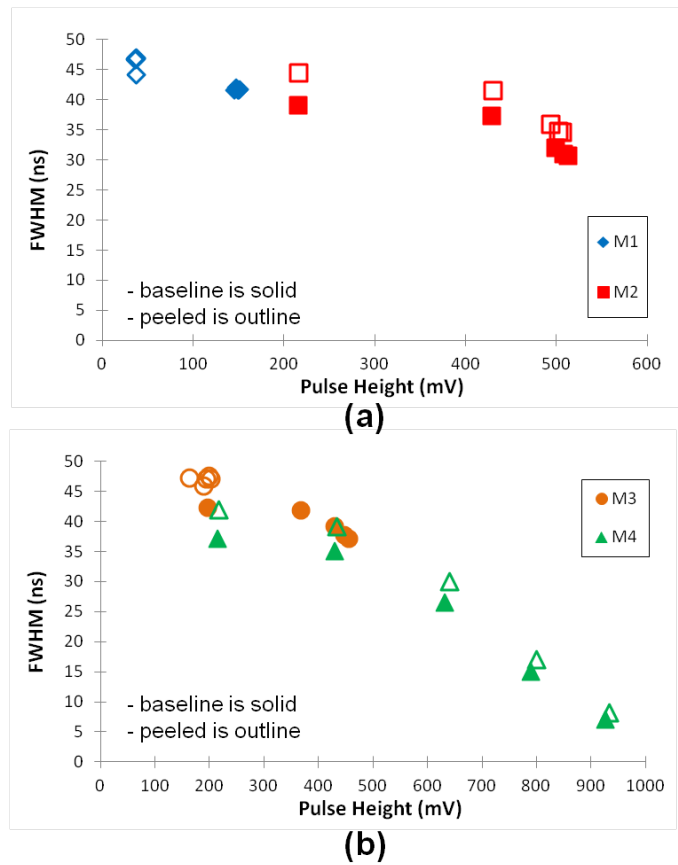 50
45
40
35
30
25
20
15
10
5
0
FWHM (ns)
M1
M2
- baseline is solid
- peeled is outline
0 100 200 300 400 500 600
Pulse Height (mV)
(a)
50
45
40
35
30
25
20
15
10
5
0
FWHM (ns)
M3
M4
- baseline is solid
- peeled is outline
0 100 200 300 400 500 600 700 800 900 1000
Pulse Height (mV)
(b)